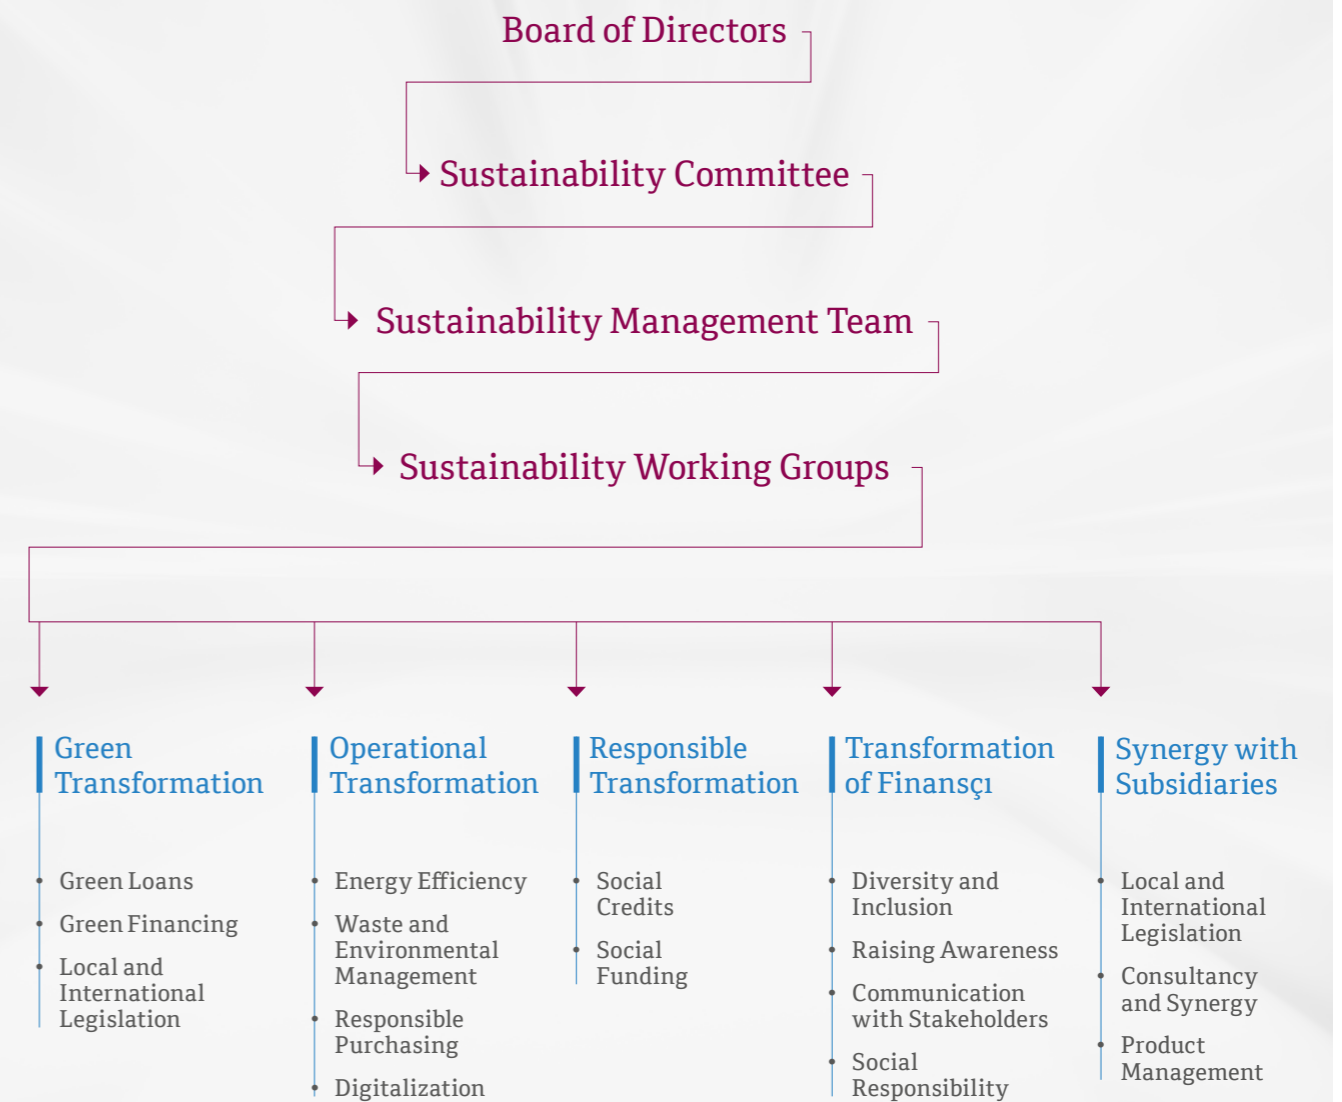 Board of Directors
Sustainability Committee
Sustainability Management Team
Sustainability Working Groups
Green
Transformation
Green Loans
Green Financing
Local and
International
Legislation
Operational
Transformation
Energy Efficiency
Waste and
Environmental
Management
Responsible
Purchasing
Digitalization
Responsible
Transformation
Social
Credits
Social
Funding
Transformation
of Finansçı
Diversity and
Inclusion
Raising Awareness
Communication
with Stakeholders
Social
Responsibility
Synergy with
Subsidiaries
Local and
International
Legislation
Consultancy
and Synergy
Product
Management